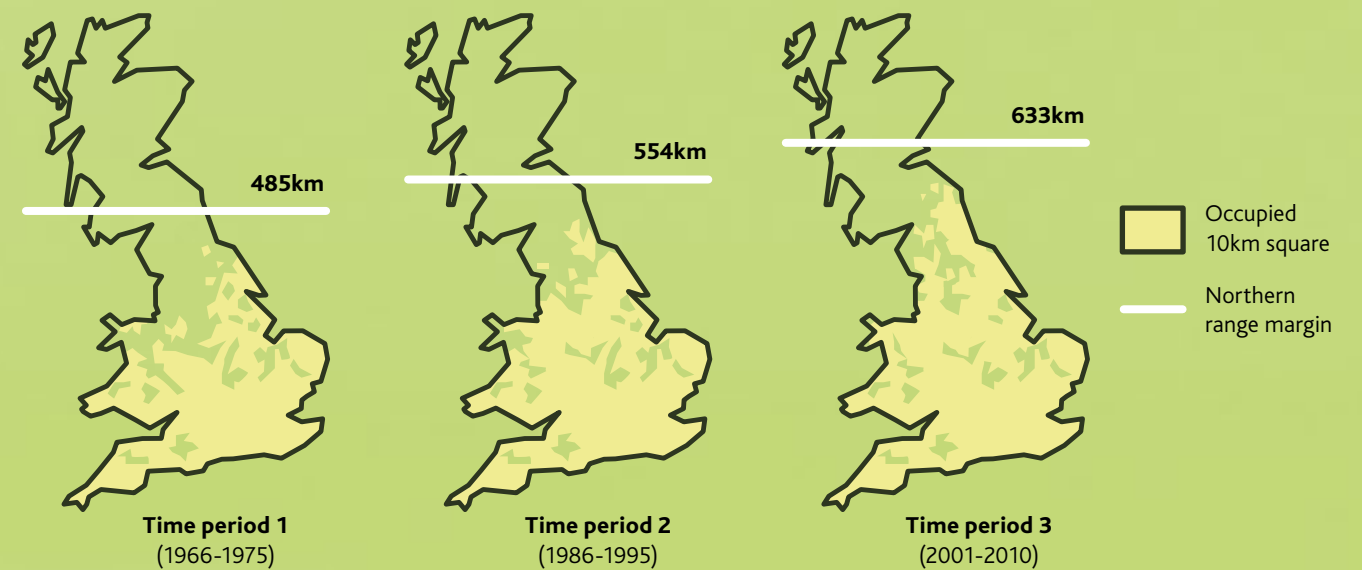 485km
554km
633km
Occupied
10km square
Northern
range margin
Time period 1
(1966-1975)
Time period 2
(1986-1995)
Time period 3
(2001-2010)